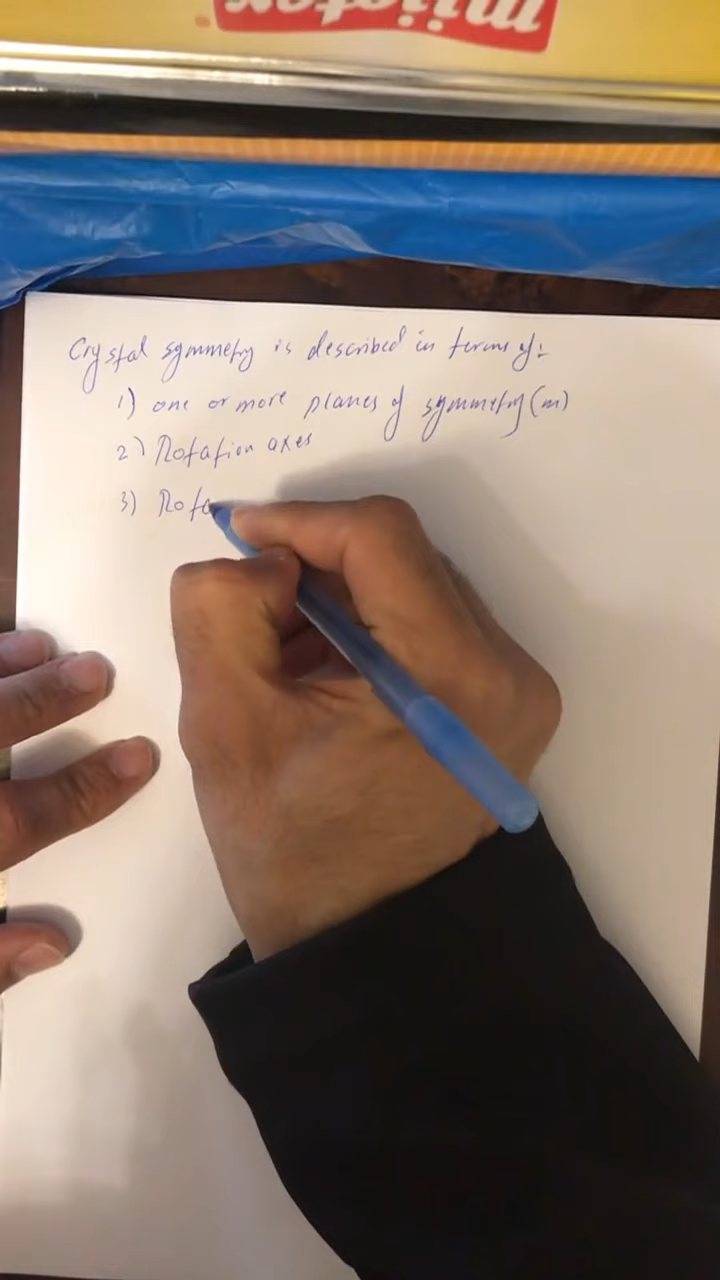 mintax
Crystal symmetry is described in terms of:
1) one or more planes of symmetry (m)
2) Rotation axes
3) Rota